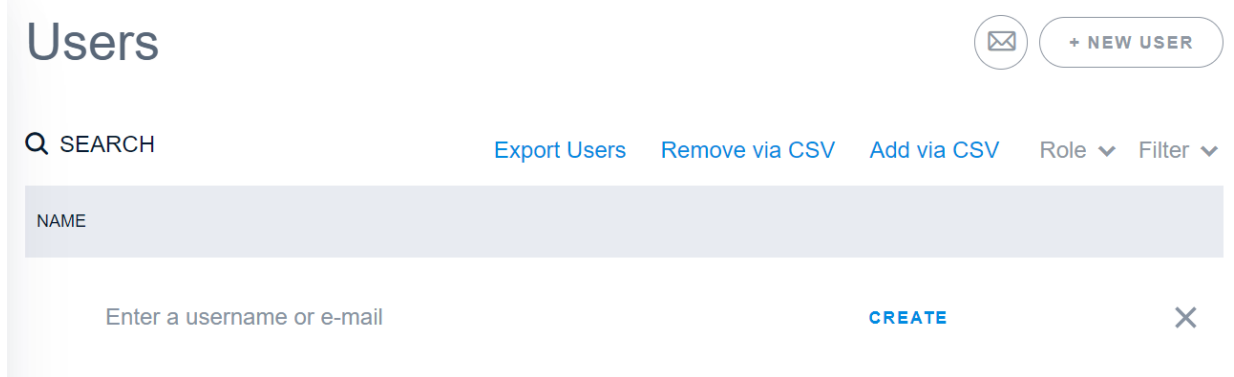 Users
+ NEW USER
SEARCH
Export Users Remove via CSV Add via CSV Role Filter
NAME
Enter a username or e-mail CREATE